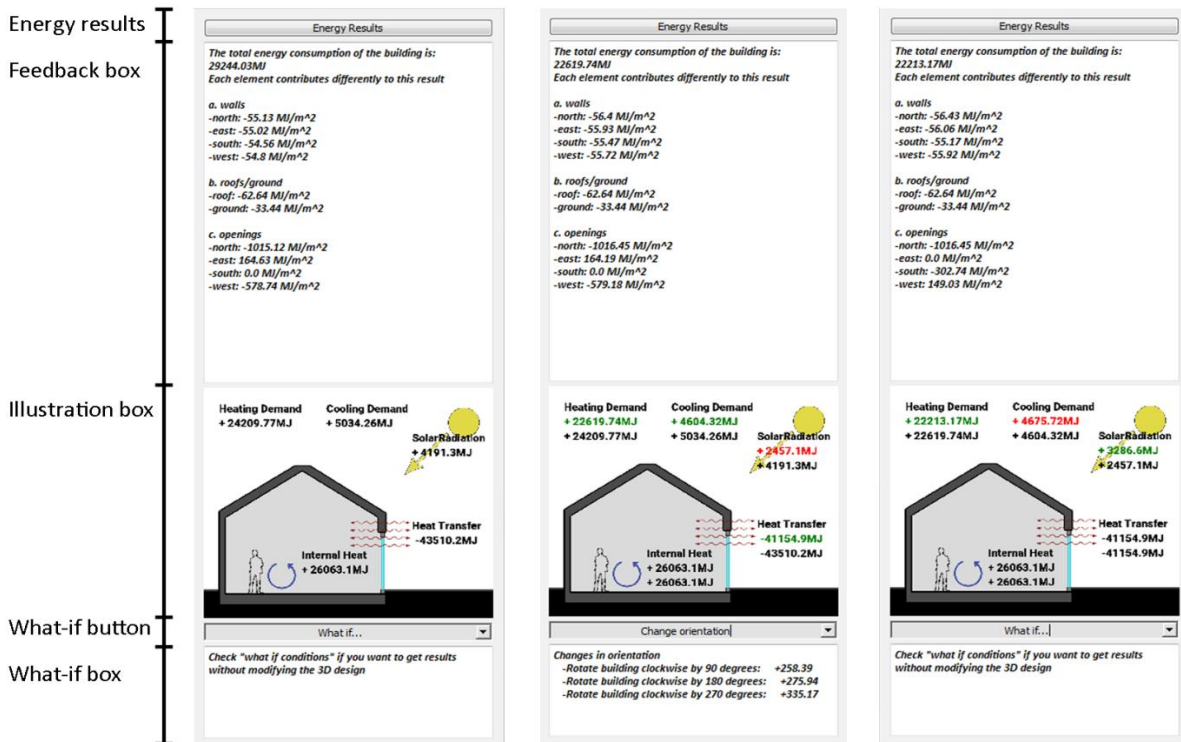 Energy results
Feedback box
Illustration box
What-if button
What-if box
Energy Results
The total energy consumption of the building is:
29244.03MJ
Each element contributes differently to this result
a. walls
-north: -55.13 MJ/m^2
-east: -55.02 MJ/m^2
-south: -54.56 MJ/m^2
-west: -54.8 MJ/m^2
b. roofs/ground
-roof: -62.64 MJ/m^2
-ground: -33.44 MJ/m^2
c. openings
-north: -1015.12 MJ/m^2
-east: 164.63 MJ/m^2
-south: 0.0 MJ/m^2
-west: -578.74 MJ/m^2
Heating Demand
+ 24209.77MJ
Cooling Demand
+ 5034.26MJ
SolarRadiation
+ 4191.3MJ
Heat Transfer
-43510.2MJ
Internal Heat
+ 26063.1MJ
What if...
Check "what if conditions" if you want to get results
without modifying the 3D design
Energy Results
The total energy consumption of the building is:
22619.74MJ
Each element contributes differently to this result
a. walls
-north: -56.4 MJ/m^2
-east: -55.93 MJ/m^2
-south: -55.47 MJ/m^2
-west: -55.72 MJ/m^2
b. roofs/ground
-roof: -62.64 MJ/m^2
-ground: -33.44 MJ/m^2
c. openings
-north: -1016.45 MJ/m^2
-east: 164.19 MJ/m^2
-south: 0.0 MJ/m^2
-west: -579.18 MJ/m^2
Heating Demand
+ 22619.74MJ
+ 24209.77MJ
Cooling Demand
+ 4604.32MJ
+ 5034.26MJ
SolarRadiation
+ 2457.1MJ
+ 4191.3MJ
Heat Transfer
-41154.9MJ
-43510.2MJ
Internal Heat
+ 26063.1MJ
+ 26063.1MJ
Change orientation
Changes in orientation
-Rotate building clockwise by 90 degrees: +258.39
-Rotate building clockwise by 180 degrees: +275.94
-Rotate building clockwise by 270 degrees: +335.17
Energy Results
The total energy consumption of the building is:
22213.17MJ
Each element contributes differently to this result
a. walls
-north: -56.43 MJ/m^2
-east: -56.06 MJ/m^2
-south: -55.17 MJ/m^2
-west: -55.92 MJ/m^2
b. roofs/ground
-roof: -62.64 MJ/m^2
-ground: -33.44 MJ/m^2
c. openings
-north: -1016.45 MJ/m^2
-east: 0.0 MJ/m^2
-south: -302.74 MJ/m^2
-west: 149.03 MJ/m^2
Heating Demand
+ 22213.17MJ
+ 22619.74MJ
Cooling Demand
+ 4675.72MJ
+ 4604.32MJ
SolarRadiation
+ 3286.6MJ
+ 2457.1MJ
Heat Transfer
-41154.9MJ
-41154.9MJ
Internal Heat
+ 26063.1MJ
+ 26063.1MJ
What if...
Check "what if conditions" if you want to get results
without modifying the 3D design